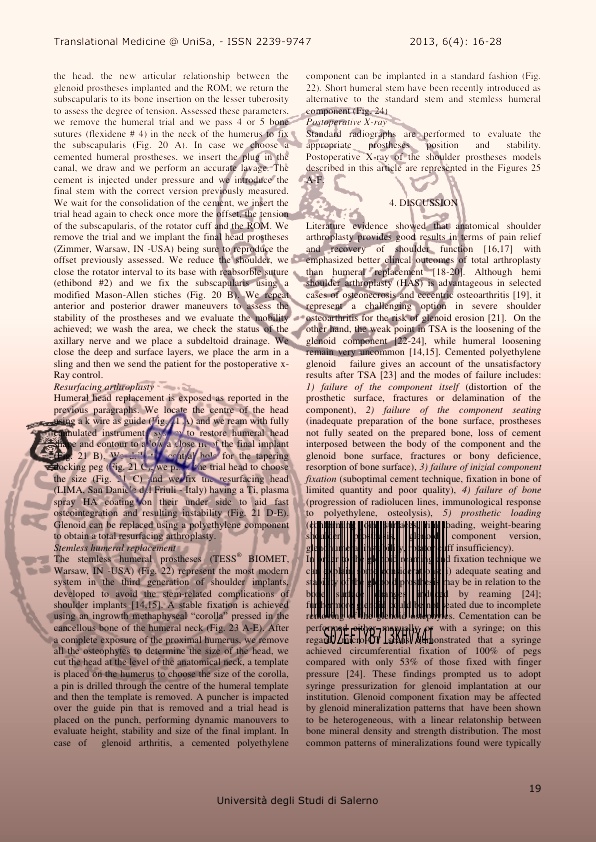 Translational Medicine @ UniSa, - ISSN 2239-9747 2013, 6(4): 16-28
the head, the new articular relationship between the
glenoid prostheses implanted and the ROM, we return the
subscapularis to its bone insertion on the lesser tuberosity
to assess the degree of tension. Assessed these parameters,
we remove the humeral trial and we pass 4 or 5 bone
sutures (flexidene # 4) in the neck of the humerus to fix
the subscapularis (Fig. 20 A). In case we choose a
cemented humeral prostheses, we insert the plug in the
canal, we draw and we perform an accurate lavage. The
cement is injected under pressure and we introduce the
final stem with the correct version previously measured.
We wait for the consolidation of the cement, we insert the
trial head again to check once more the offset, the tension
of the subscapularis, of the rotator cuff and the ROM. We
remove the trial and we implant the final head prostheses
(Zimmer, Warsaw, IN -USA) being sure to reproduce the
offset previously assessed. We reduce the shoulder, we
close the rotator interval to its base with reabsorble suture
(ethibond #2) and we fix the subscapularis using a
modified Mason-Allen stiches (Fig. 20 B). We repeat
anterior and posterior drawer maneuvers to assess the
stability of the prostheses and we evaluate the mobility
achieved; we wash the area, we check the status of the
axillary nerve and we place a subdeltoid drainage. We
close the deep and surface layers, we place the arm in a
sling and then we send the patient for the postoperative x-
Ray control.
Resurfacing arthroplasty
Humeral head replacement is exposed as reported in the
previous paragraphs. We locate the centre of the head
using a k wire as guide (Fig. A) and we ream with fully
cannulated instrument to restore humeral head
shape and contour to allow a close fit of the final implant
(Fig. 21 B). We the central hole for the tapering
locking peg (Fig. 21 C), we the trial head to choose
the size (Fig. 21 C) and we fix the resurfacing head
(LIMA, San Daniele del Friuli - Italy) having a Ti, plasma
spray HA coating on their under side to aid fast
osteointegration and resulting instability (Fig. 21 D-E).
Glenoid can be replaced using a polyethylene component
to obtain a total resurfacing arthroplasty.
Stemless humeral replacement
The stemless humeral prostheses (TESS® BIOMET,
Warsaw, IN -USA) (Fig. 22) represent the most modern
system in the third generation of shoulder implants,
developed to avoid the stem-related complications of
shoulder implants [14,15]. A stable fixation is achieved
using an ingrowth methaphyseal "corolla" pressed in the
cancellous bone of the humeral neck (Fig. 23 A-E). After
a complete exposure of the proximal humerus, we remove
all the osteophytes to determine the size of the head, we
cut the head at the level of the anatomical neck, a template
is placed on the humerus to choose the size of the corolla,
a pin is drilled through the centre of the humeral template
and then the template is removed. A puncher is impacted
over the guide pin that is removed and a trial head is
placed on the punch, performing dynamic manouvers to
evaluate height, stability and size of the final implant. In
case of glenoid arthritis, a cemented polyethylene
component can be implanted in a standard fashion (Fig.
22). Short humeral stem have been recently introduced as
alternative to the standard stem and stemless humeral
component (Fig. 24)
Postoperative X-ray
Standard radiographs are performed to evaluate the
appropriate prostheses position and stability.
Postoperative X-ray of the shoulder prostheses models
described in this article are represented in the Figures 25
A-F.
4. DISCUSSION
Literature evidence showed that anatomical shoulder
arthroplasty provides good results in terms of pain relief
and recovery of shoulder function [16,17] with
emphasized better clincal outcomes of total arthroplasty
than humeral replacement [18-20]. Although hemi
shoulder arthroplasty (HAS) is advantageous in selected
cases of osteonecrosis and eccentric osteoarthritis [19], it
represent a challenging option in severe shoulder
osteoarthritis for the risk of glenoid erosion [21]. On the
other hand, the weak point in TSA is the loosening of the
glenoid component [22-24], while humeral loosening
remain very uncommon [14,15]. Cemented polyethylene
glenoid failure gives an account of the unsatisfactory
results after TSA [23] and the modes of failure includes:
1) failure of the component itself (distortion of the
prosthetic surface, fractures or delamination of the
component), 2) failure of the component seating
(inadequate preparation of the bone surface, prostheses
not fully seated on the prepared bone, loss of cement
interposed between the body of the component and the
glenoid bone surface, fractures or bony deficience,
resorption of bone surface), 3) failure of inizial component
fixation (suboptimal cement technique, fixation in bone of
limited quantity and poor quality), 4) failure of bone
(progression of radiolucen lines, immunological response
to polyethylene, osteolysis), 5) prosthetic loading
loading, weight-bearing
shoulder glenoid component version,
cuff insufficiency).
In glenoid reaming and fixation technique we
can adequate seating and
may be in relation to the
bone by reaming [24];
furthermore seated due to incomplete
removing of Cementation can be
performed manually or with a syringe; on this
regard demonstrated that a syringe
achieved circumferential fixation of 100% of pegs
compared with only 53% of those fixed with finger
pressure [24]. These findings prompted us to adopt
syringe pressurization for glenoid implantation at our
institution. Glenoid component fixation may be affected
by glenoid mineralization patterns that have been shown
to be heterogeneous, with a linear relationship between
bone mineral density and strength distribution. The most
common patterns of mineralizations found were typically
19
Università degli Studi di Salerno